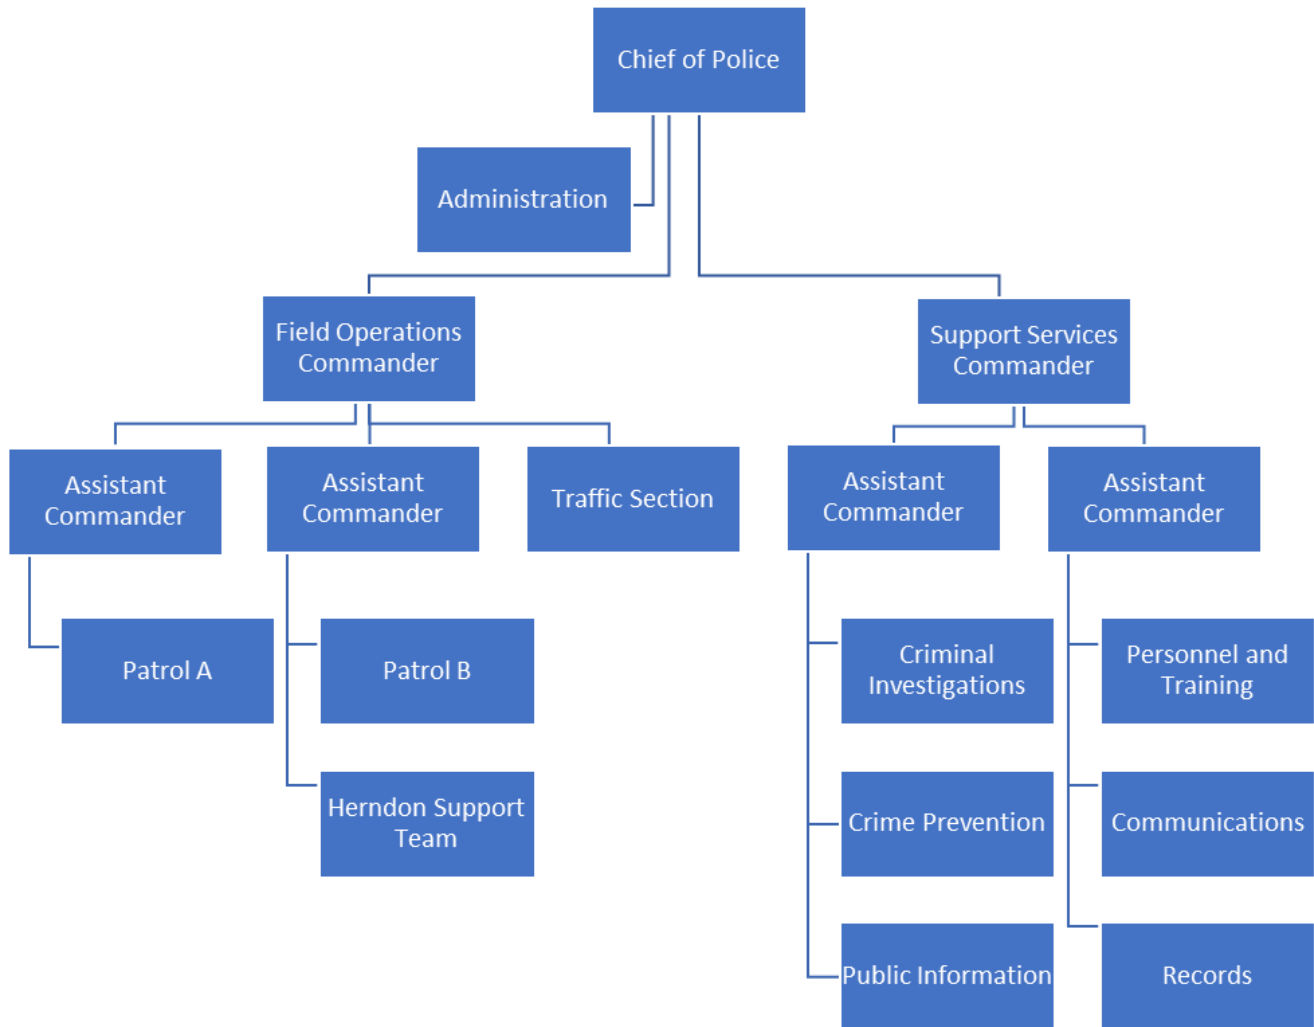 Chief of Police
Administration
Field Operations
Commander
Support Services
Commander
Assistant
Commander
Assistant
Commander
Traffic Section
Assistant
Commander
Assistant
Commander
Patrol A
Patrol B
Criminal
Investigations
Personnel and
Training
Herndon Support
Team
Crime Prevention
Communications
Public Information
Records